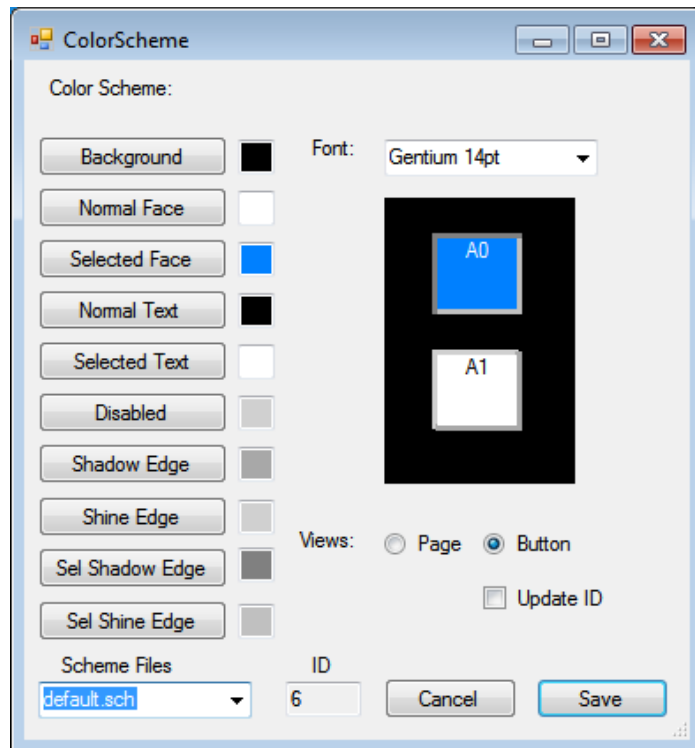 ColorScheme
Color Scheme:
Background
Font:
Gentium 14pt
Normal Face
Selected Face
A0
Normal Text
Selected Text
A1
Disabled
Shadow Edge
Shine Edge
Views:
Page
Button
Sel Shadow Edge
Update ID
Sel Shine Edge
Scheme Files
ID
default.sch
6
Cancel
Save